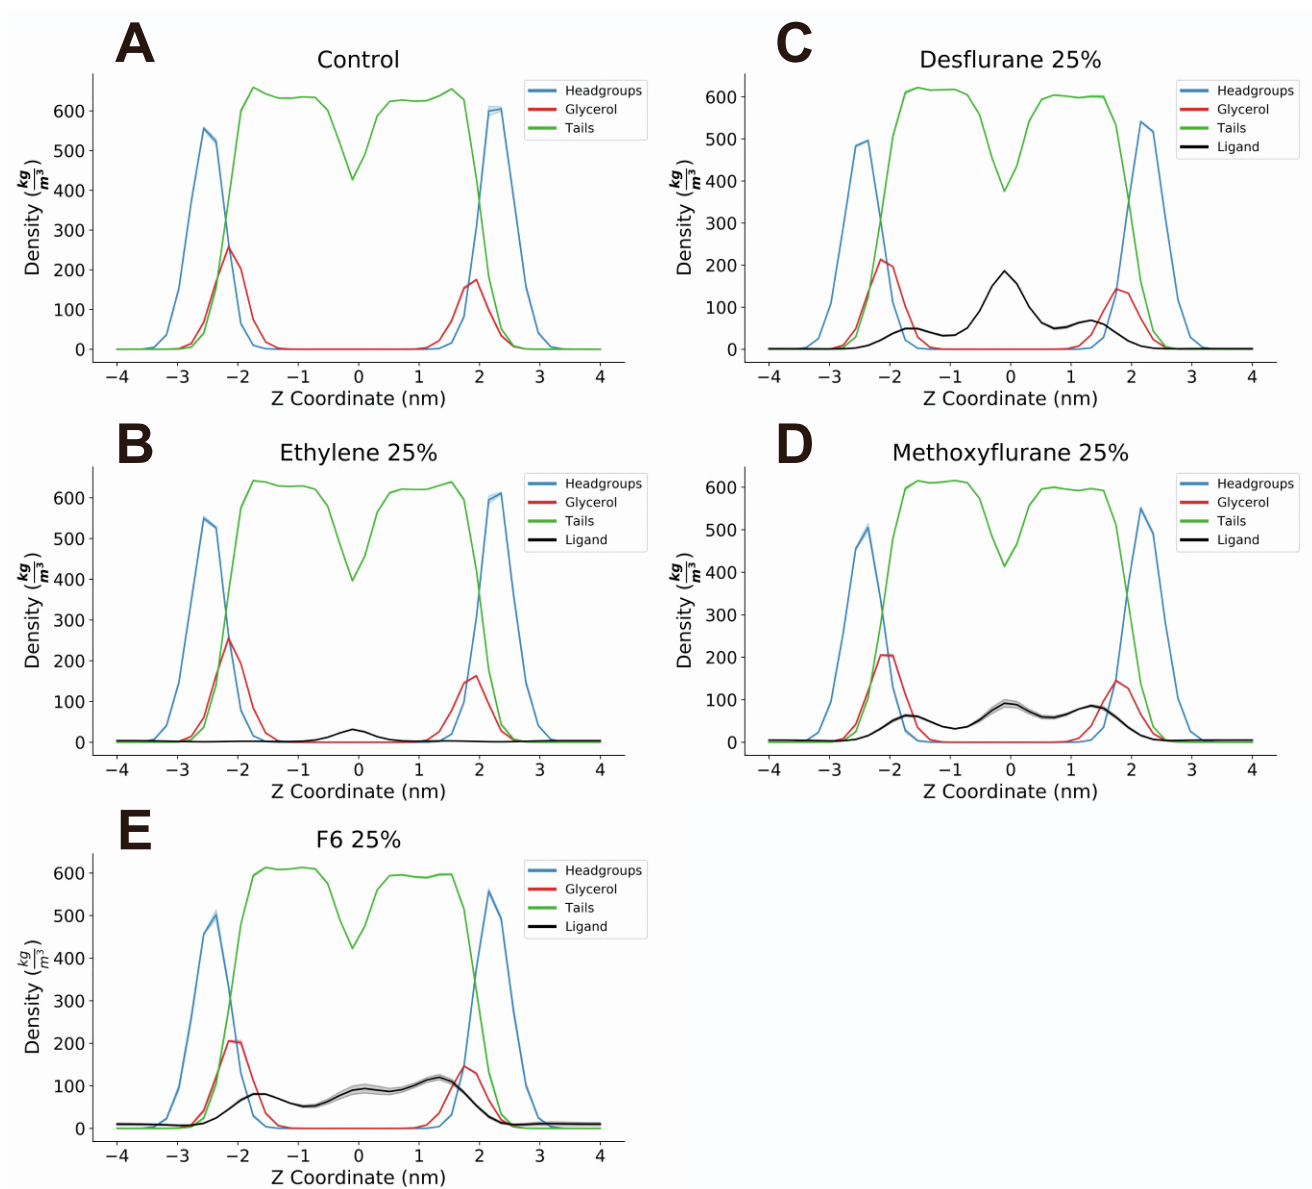 A
Control
Headgroups
Glycerol
Tails
600
500
400
300
200
100
0
Density (kg/m³)
−4 −3 −2 −1 0 1 2 3 4
Z Coordinate (nm)
C
Desflurane 25%
Headgroups
Glycerol
Tails
Ligand
600
500
400
300
200
100
0
Density (kg/m³)
−4 −3 −2 −1 0 1 2 3 4
Z Coordinate (nm)
B
Ethylene 25%
Headgroups
Glycerol
Tails
Ligand
600
500
400
300
200
100
0
Density (kg/m³)
−4 −3 −2 −1 0 1 2 3 4
Z Coordinate (nm)
D
Methoxyflurane 25%
Headgroups
Glycerol
Tails
Ligand
600
500
400
300
200
100
0
Density (kg/m³)
−4 −3 −2 −1 0 1 2 3 4
Z Coordinate (nm)
E
F6 25%
Headgroups
Glycerol
Tails
Ligand
600
500
400
300
200
100
0
Density (kg/m³)
−4 −3 −2 −1 0 1 2 3 4
Z Coordinate (nm)